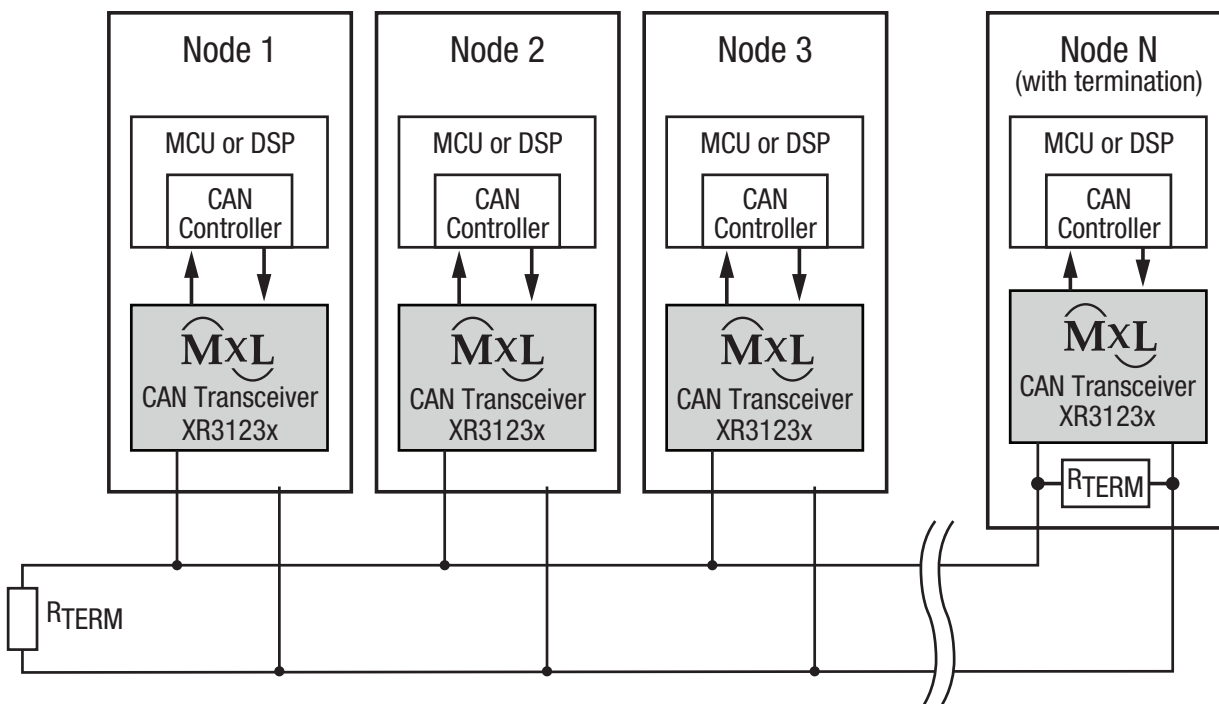 Node 1
MCU or DSP
CAN
Controller
MxL
CAN Transceiver
XR3123x
Node 2
MCU or DSP
CAN
Controller
MxL
CAN Transceiver
XR3123x
Node 3
MCU or DSP
CAN
Controller
MxL
CAN Transceiver
XR3123x
Node N
(with termination)
MCU or DSP
CAN
Controller
MxL
CAN Transceiver
XR3123x
RTERM
RTERM